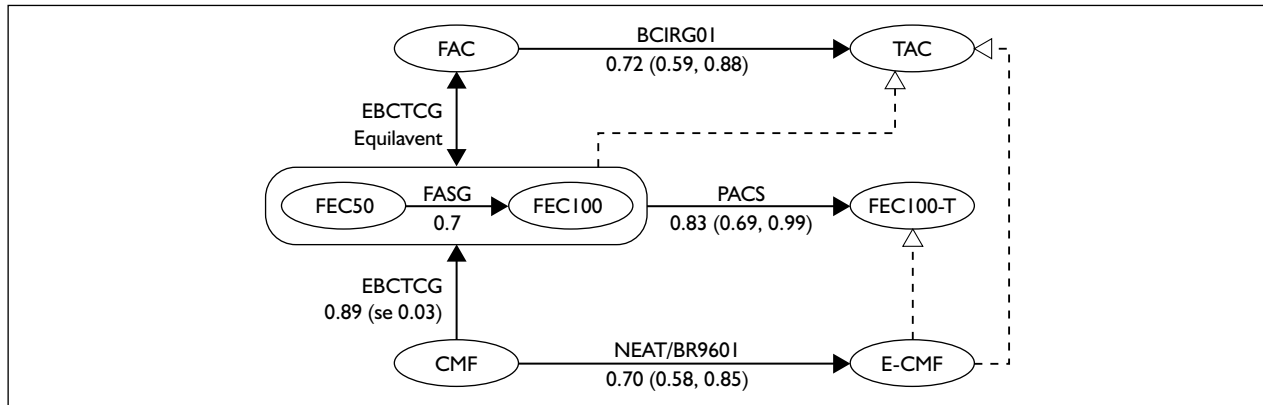 FAC
BCIRG01
0.72 (0.59, 0.88)
TAC
EBCTCG
Equilavent
FEC50
FASG
0.7
FEC100
PACS
0.83 (0.69, 0.99)
FEC100-T
EBCTCG
0.89 (se 0.03)
CMF
NEAT/BR9601
0.70 (0.58, 0.85)
E-CMF